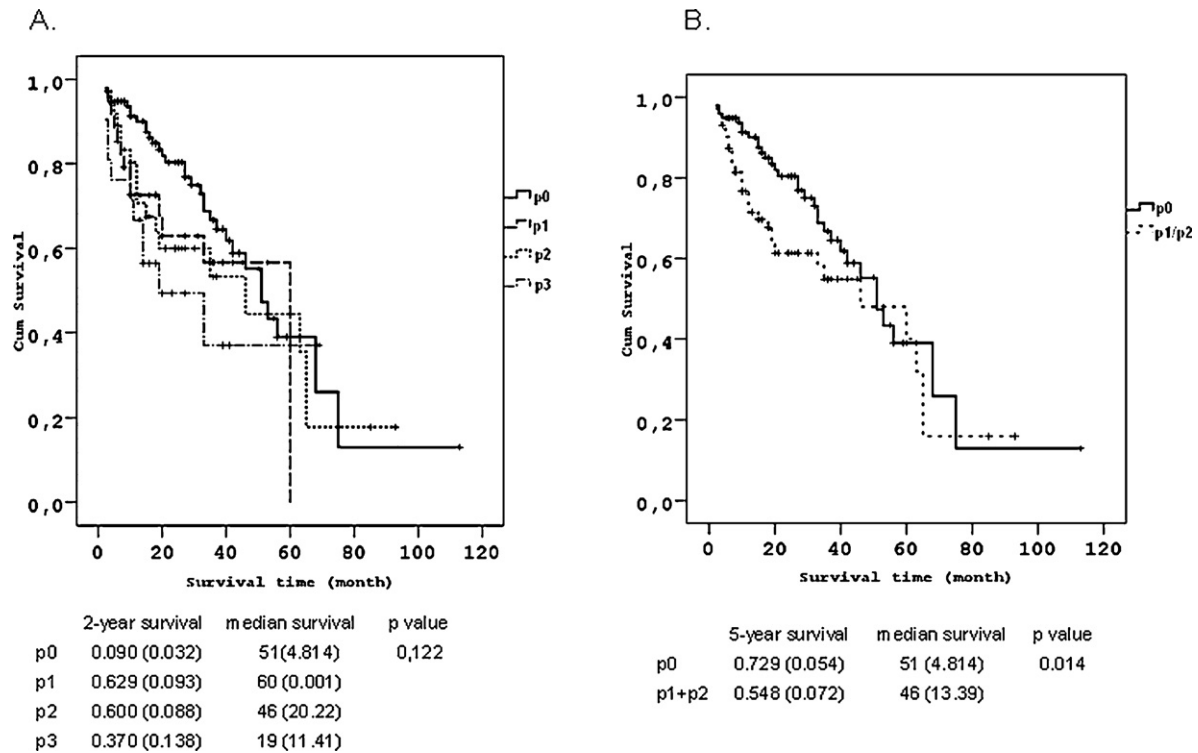 A.
1,0
0,8
0,6
0,4
0,2
0,0
Cum Survival
0 20 40 60 80 100 120
Survival time (month)
p0
p1
p2
p3
2-year survival median survival p value
p0 0.090 (0.032) 51(4.814) 0,122
p1 0.629 (0.093) 60 (0.001)
p2 0.600 (0.088) 46 (20.22)
p3 0.370 (0.138) 19 (11.41)
B.
1,0
0,8
0,6
0,4
0,2
0,0
Cum Survival
0 20 40 60 80 100 120
Survival time (month)
p0
p1/p2
5-year survival median survival p value
p0 0.729 (0.054) 51 (4.814) 0.014
p1+p2 0.548 (0.072) 46 (13.39)